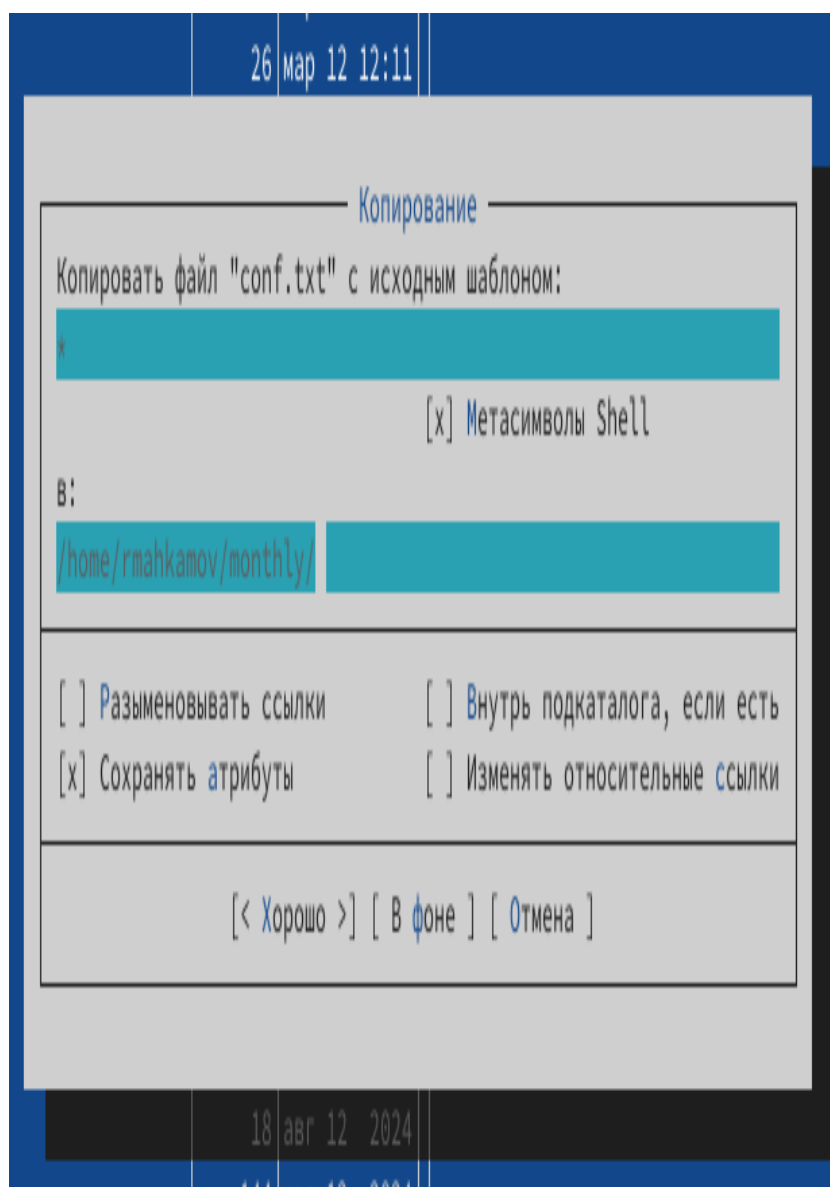 26 мар 12 12:11
Копирование
Копировать файл "conf.txt" с исходным шаблоном:
*
[x] Метасимволы Shell
в:
/home/rmahkamov/monthly/
[ ] Разыменовывать ссылки [ ] Внутрь подкаталога, если есть
[x] Сохранять атрибуты [ ] Изменять относительные ссылки
[< Хорошо >] [ В фоне ] [ Отмена ]
18 авг 12 2024